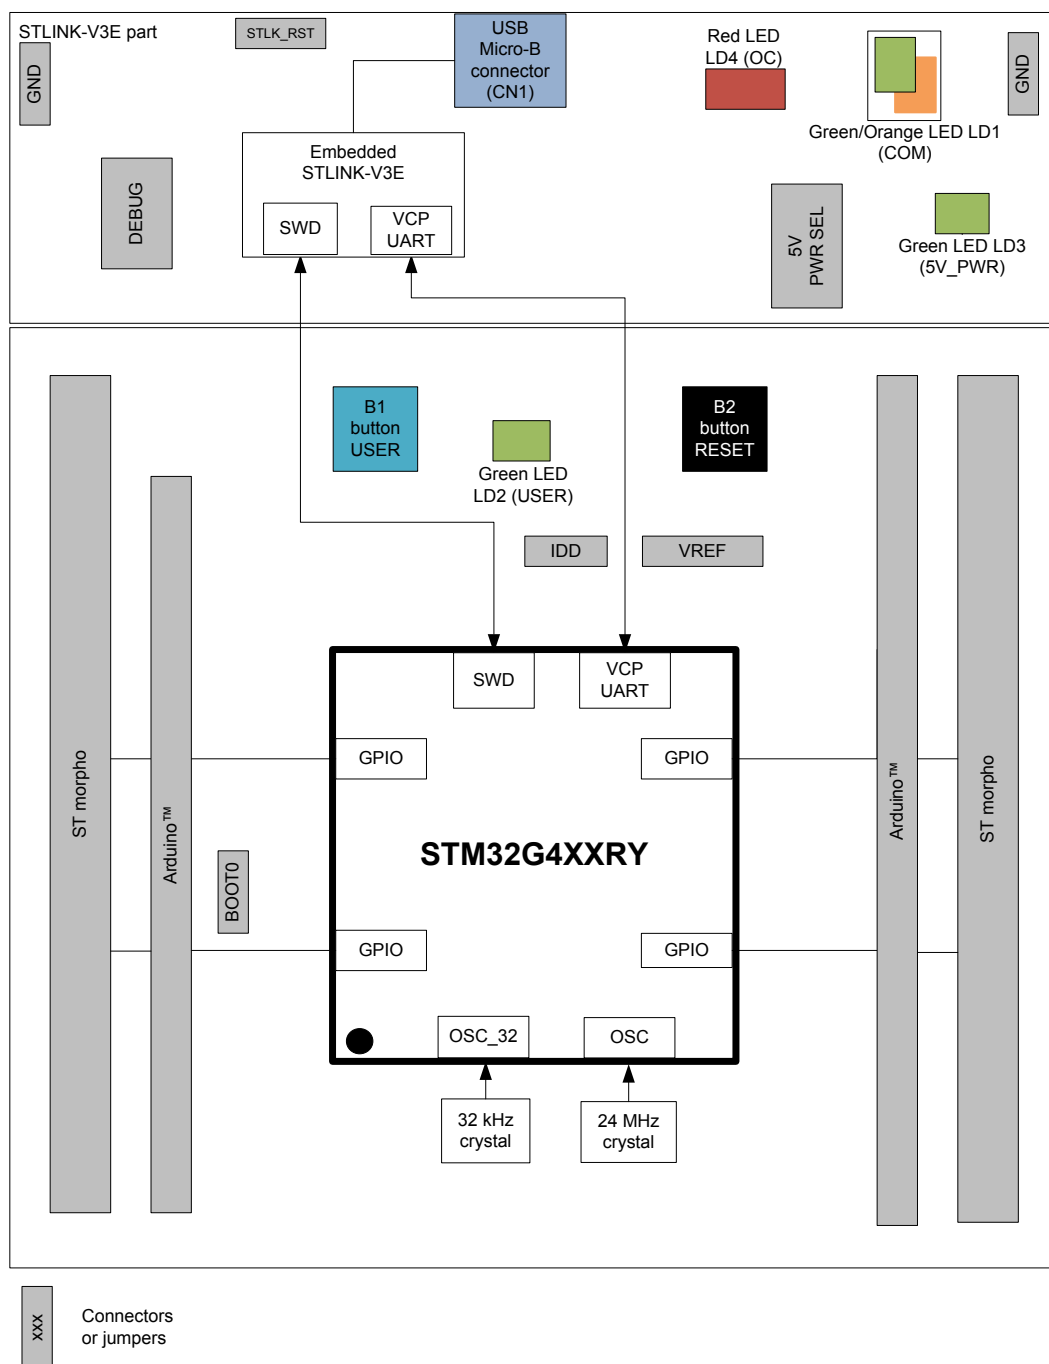 STLINK-V3E part
STLK_RST
USB
Micro-B
connector
(CN1)
Red LED
LD4 (OC)
GND
GND
Green/Orange LED LD1
(COM)
Embedded
STLINK-V3E
SWD
VCP
UART
DEBUG
5V
PWR SEL
Green LED LD3
(5V_PWR)
B1
button
USER
Green LED
LD2 (USER)
B2
button
RESET
IDD
VREF
SWD
VCP
UART
GPIO
GPIO
ST morpho
Arduino™
BOOT0
STM32G4XXRY
Arduino™
ST morpho
GPIO
GPIO
OSC_32
OSC
32 kHz
crystal
24 MHz
crystal
xxx
Connectors
or jumpers